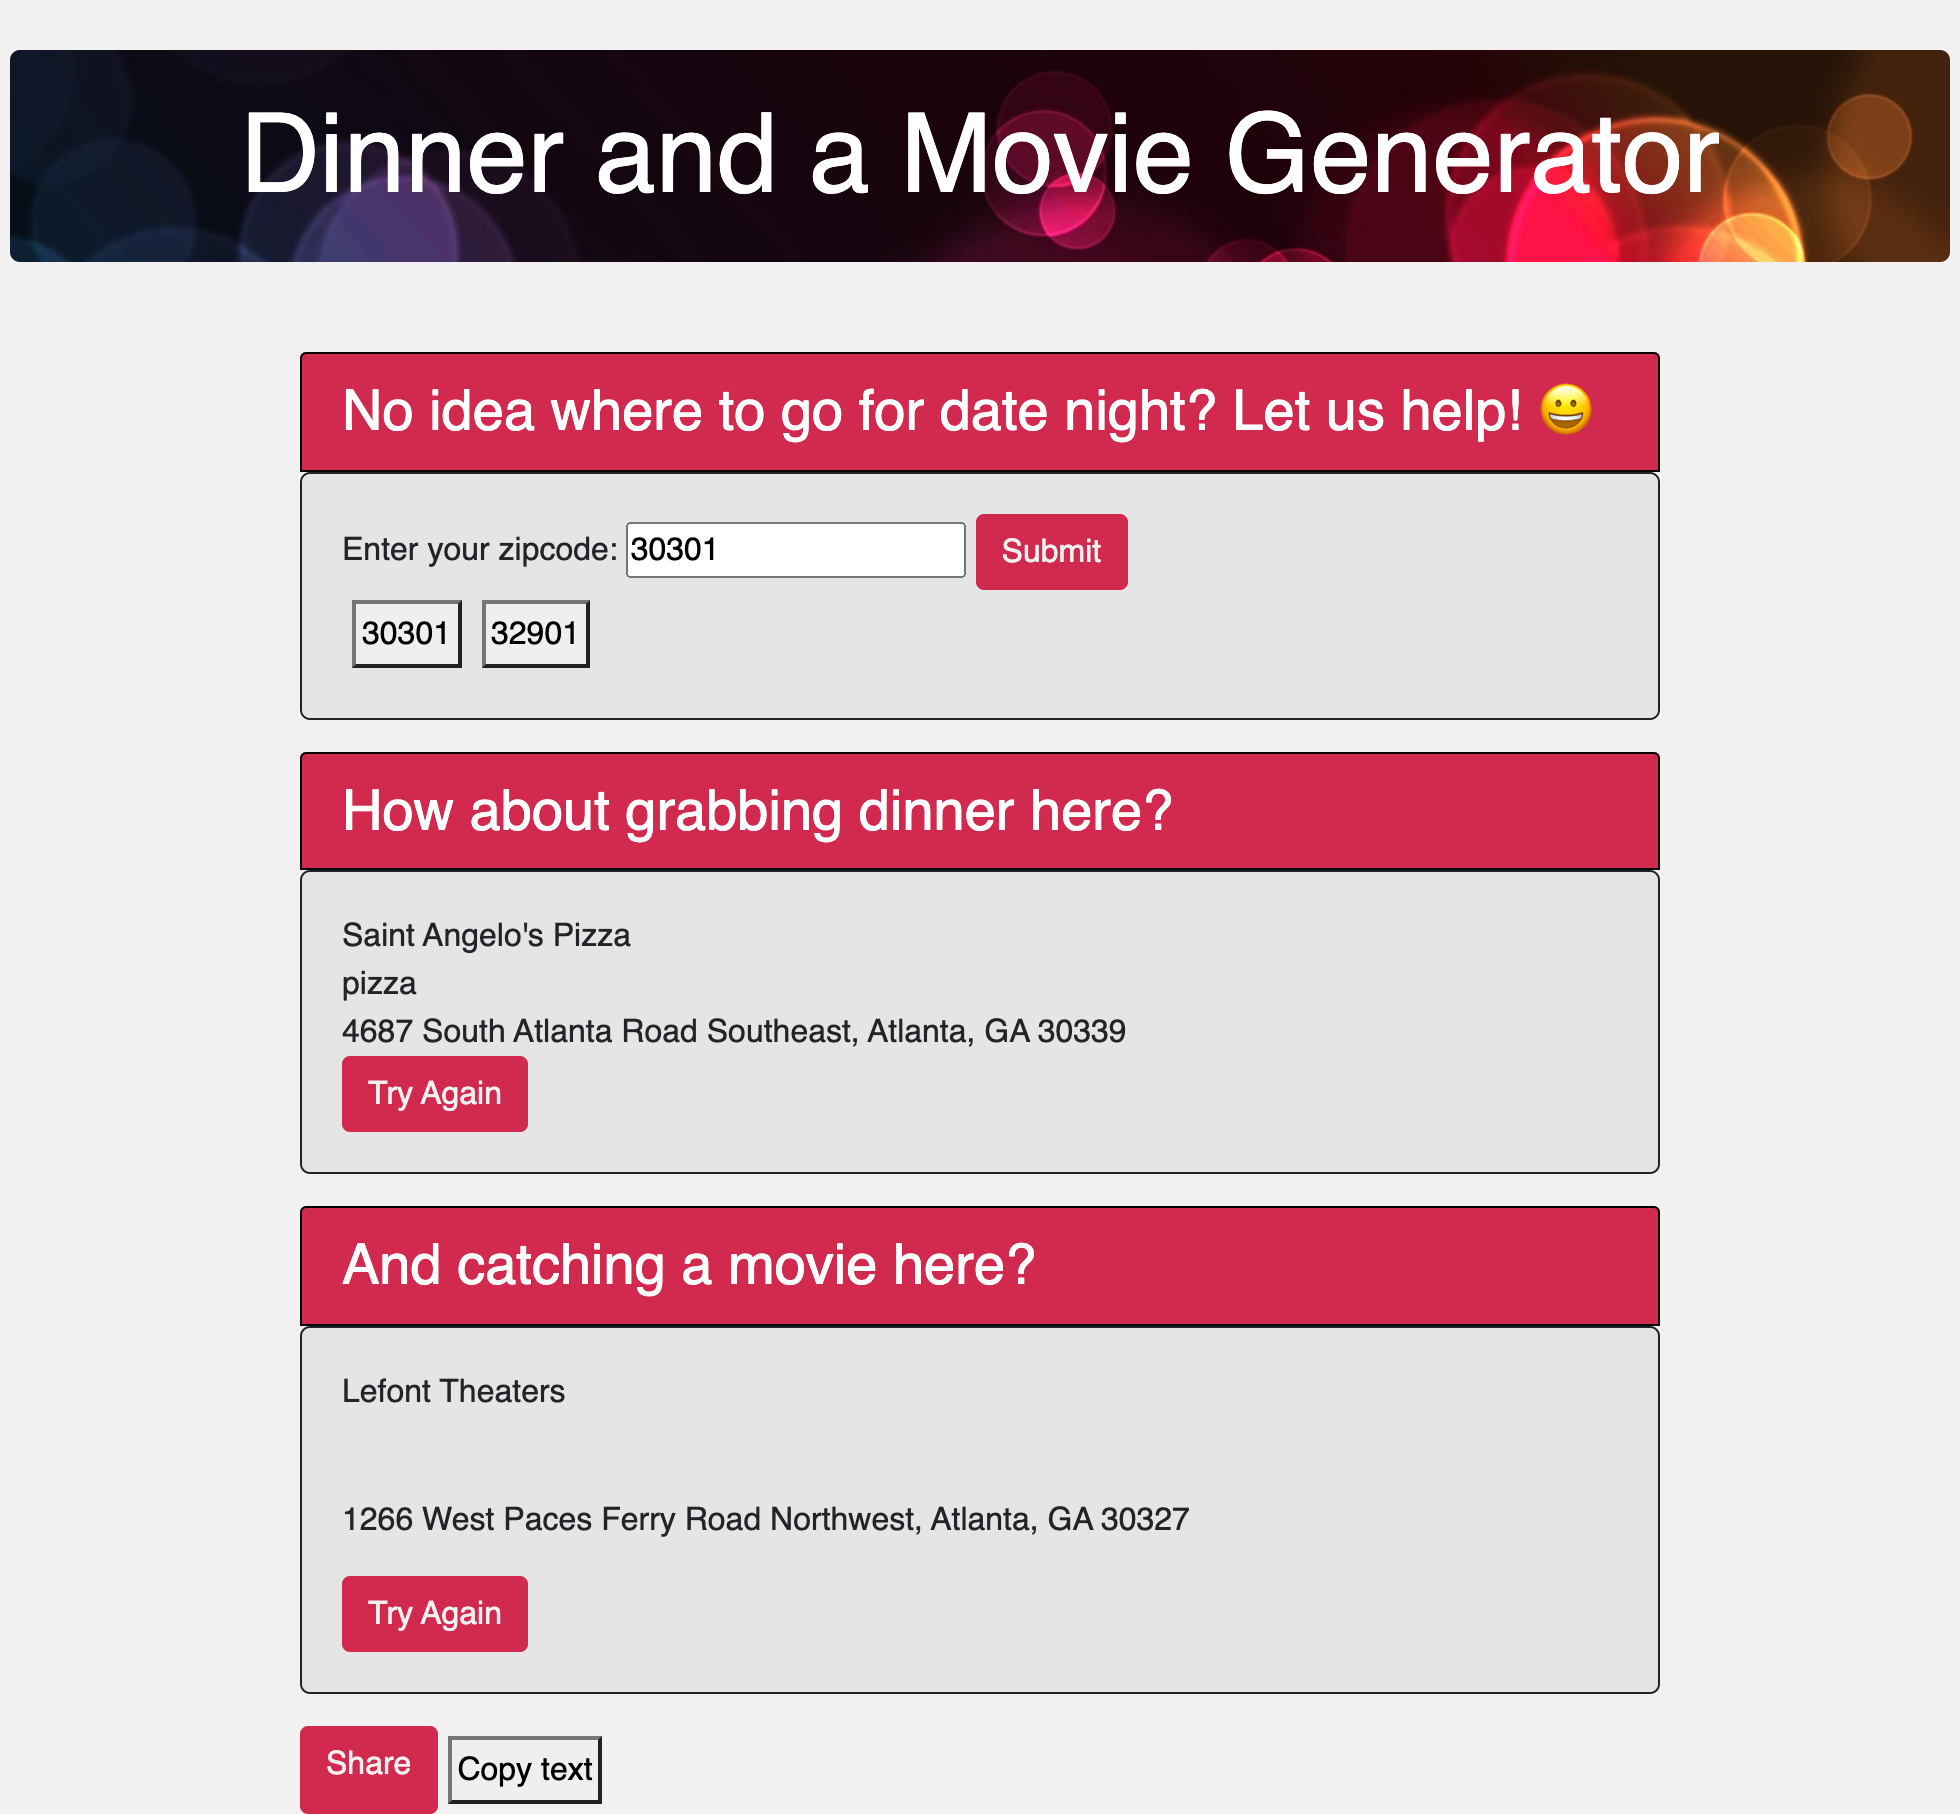 Dinner and a Movie Generator
No idea where to go for date night? Let us help! 😀
Enter your zipcode: 30301 Submit
30301 32901
How about grabbing dinner here?
Saint Angelo's Pizza
pizza
4687 South Atlanta Road Southeast, Atlanta, GA 30339
Try Again
And catching a movie here?
Lefont Theaters
1266 West Paces Ferry Road Northwest, Atlanta, GA 30327
Try Again
Share Copy text